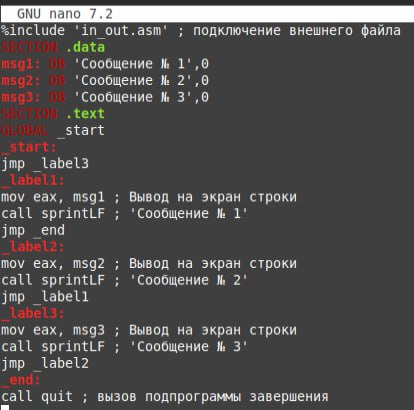 GNU nano 7.2
%include 'in_out.asm' ; подключение внешнего файла
SECTION .data
msg1: DB 'Сообщение № 1',0
msg2: DB 'Сообщение № 2',0
msg3: DB 'Сообщение № 3',0
SECTION .text
GLOBAL _start
_start:
jmp _label3
_label1:
mov eax, msg1 ; Вывод на экран строки
call sprintLF ; 'Сообщение № 1'
jmp _end
_label2:
mov eax, msg2 ; Вывод на экран строки
call sprintLF ; 'Сообщение № 2'
jmp _label1
_label3:
mov eax, msg3 ; Вывод на экран строки
call sprintLF ; 'Сообщение № 3'
jmp _label2
_end:
call quit ; вызов подпрограммы завершения